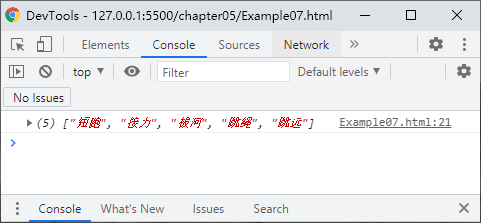 DevTools - 127.0.0.1:5500/chapter05/Example07.html
Elements Console Sources Network »
top ▼ Filter Default levels ▼
No Issues
▶ (5) ["短跑", "接力", "拔河", "跳绳", "跳远"] Example07.html:21
>
Console What's New Issues Search